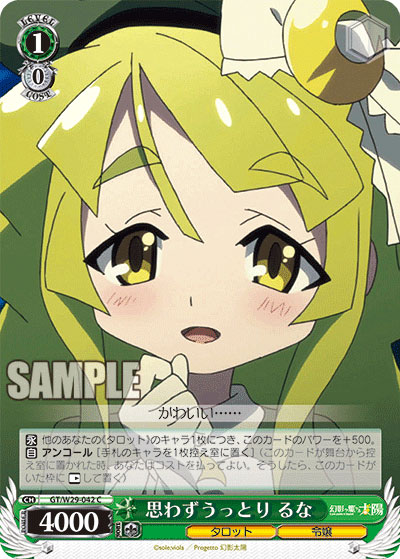 LEVEL
1
0
COST
SAMPLE
かわいい……
永 他のあなたの《タロット》のキャラ1枚につき、このカードのパワーを+500。
自 アンコール [手札のキャラを1枚控え室に置く] (このカードが舞台から控え室に置かれた時、あなたはコストを払ってよい。そうしたら、このカードがいた枠にレストして置く)
CH GT/W29-042 C
思わずうっとり るな
幻影ヲ駆ケル太陽
4000
タロット
令嬢
©sole;viola / Progetto 幻影太陽